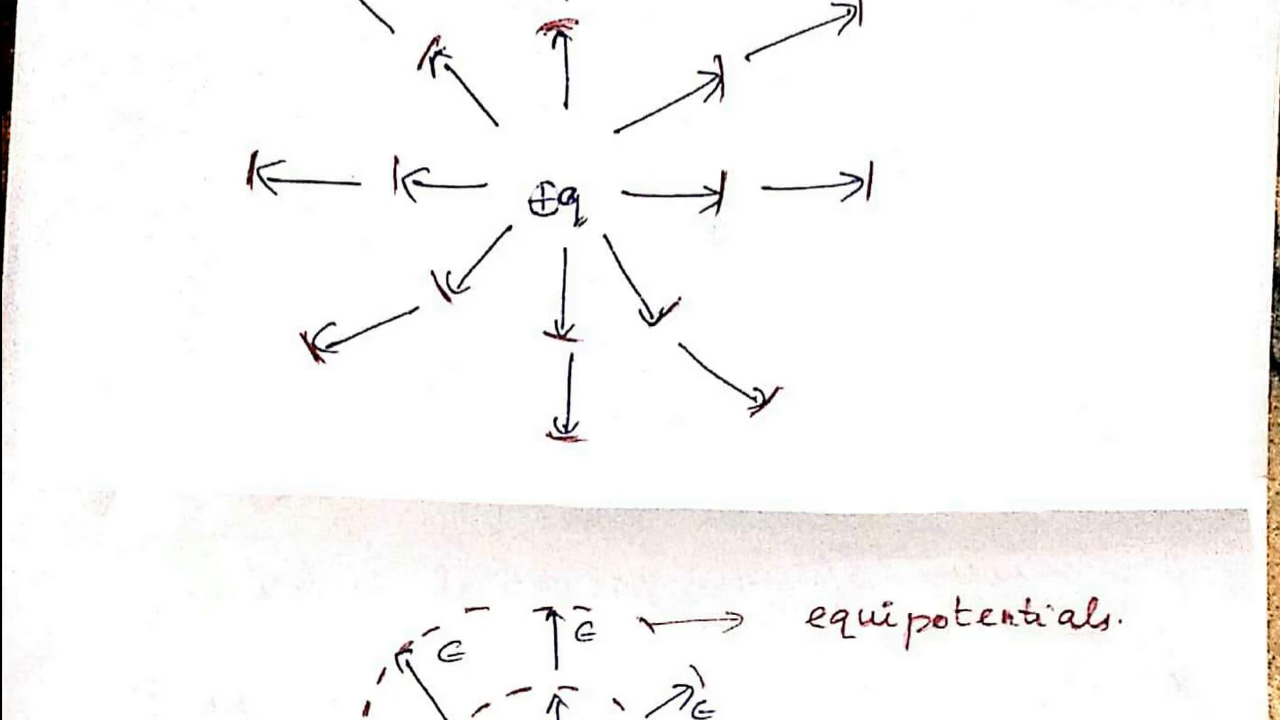 ⊕q
Ē → equipotentials.
Ē
Ē